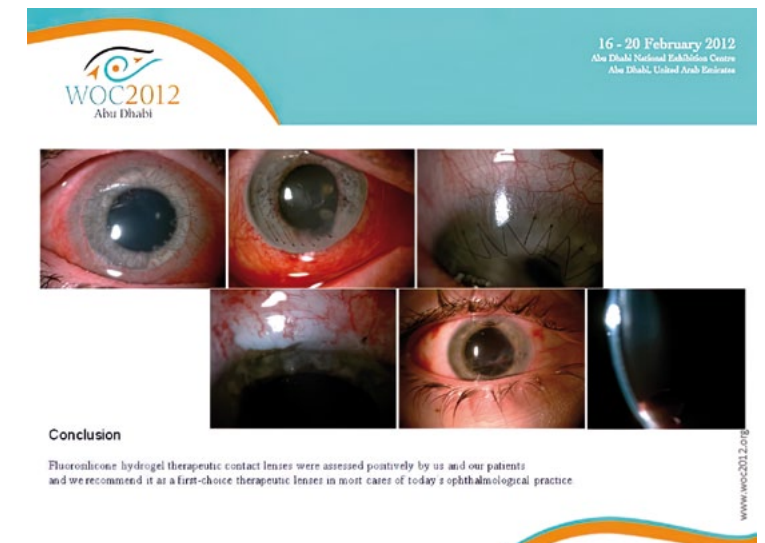 16 - 20 February 2012
Abu Dhabi National Exhibition Centre
Abu Dhabi, United Arab Emirates
WOC2012
Abu Dhabi
Conclusion
Fluorosilicone hydrogel therapeutic contact lenses were assessed positively by us and our patients
and we recommend it as a first-choice therapeutic lenses in most cases of today s ophthalmological practice
www.woc2012.org